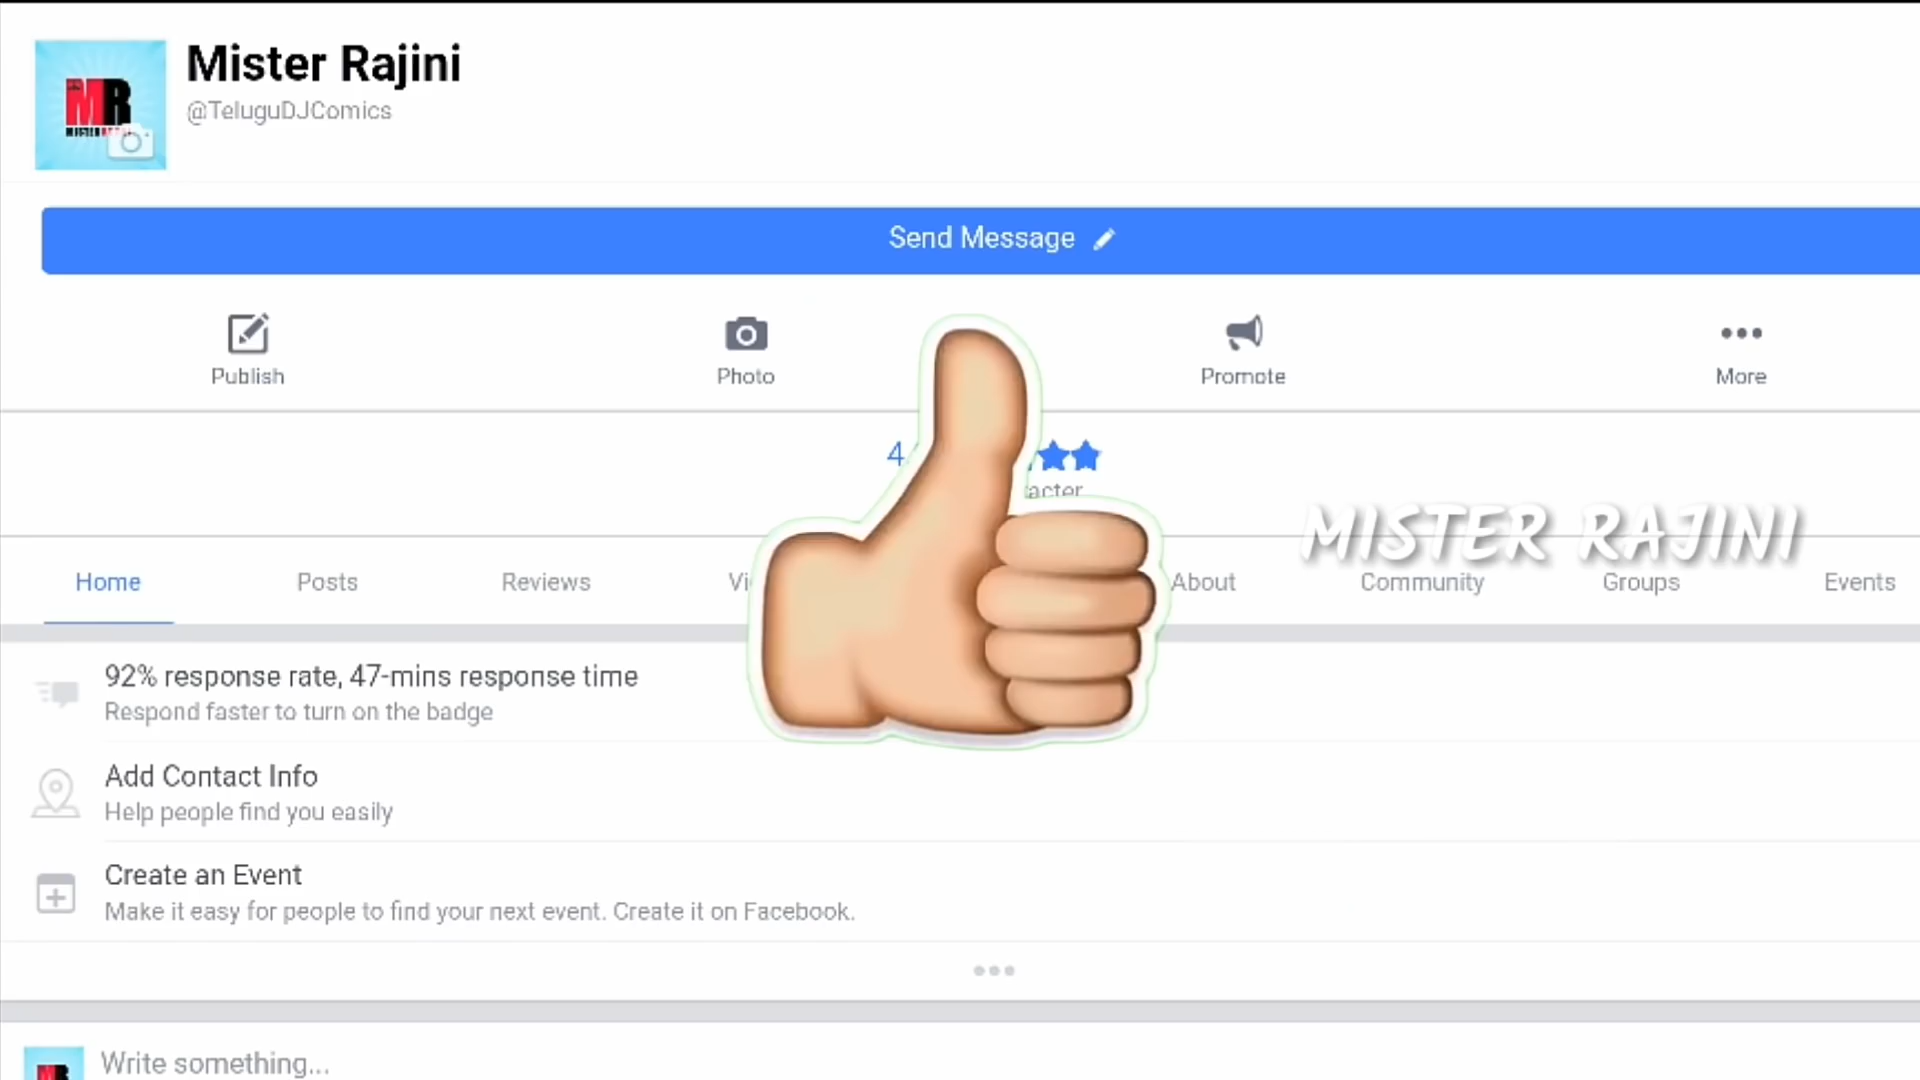 Mister Rajini
@TeluguDJComics
MR
Send Message
Publish
Photo
Promote
More
4
MISTER RAJINI
Home
Posts
Reviews
About
Community
Groups
Events
92% response rate, 47-mins response time
Respond faster to turn on the badge
Add Contact Info
Help people find you easily
Create an Event
Make it easy for people to find your next event. Create it on Facebook.
Write something...